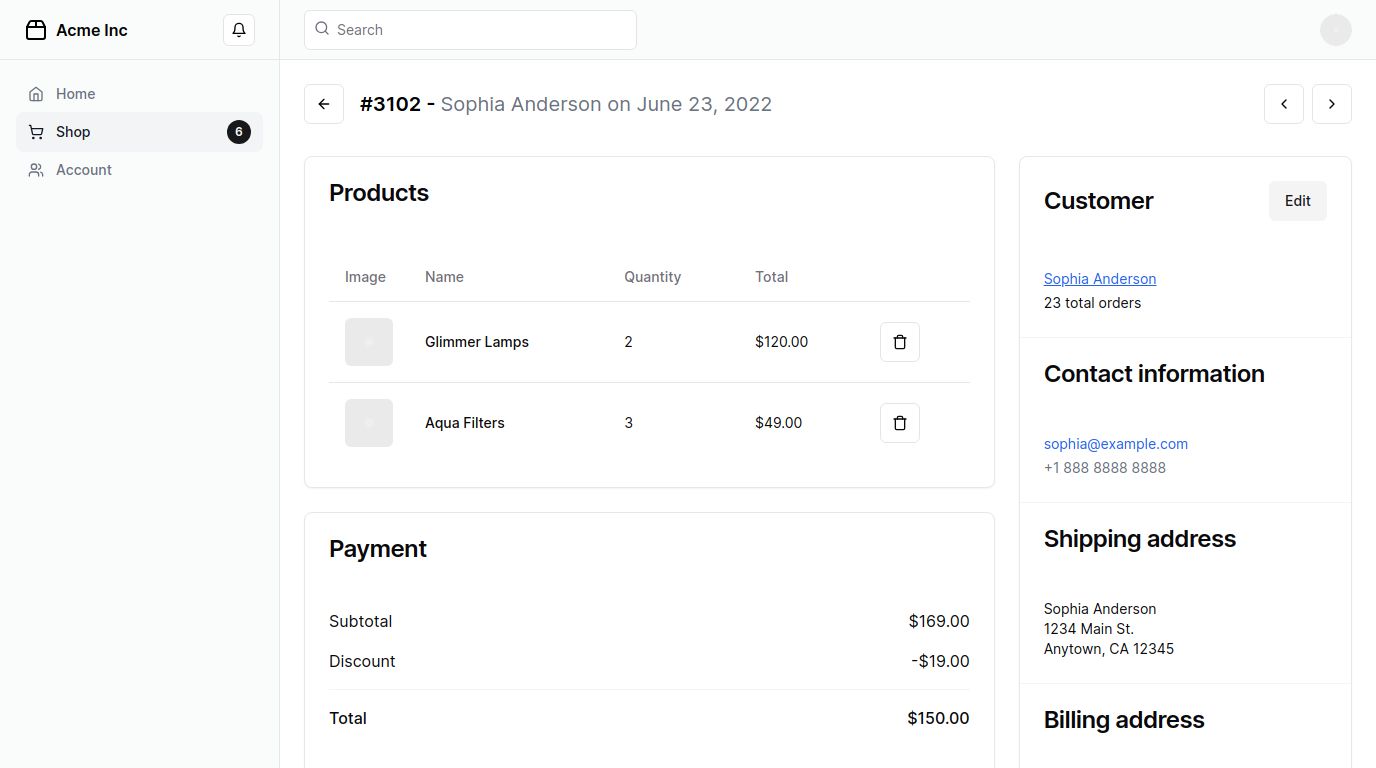 Acme Inc
Search
Home
Shop 6
Account
#3102 - Sophia Anderson on June 23, 2022
Products
Image Name Quantity Total
Glimmer Lamps 2 $120.00
Aqua Filters 3 $49.00
Payment
Subtotal $169.00
Discount -$19.00
Total $150.00
Customer Edit
Sophia Anderson
23 total orders
Contact information
sophia@example.com
+1 888 8888 8888
Shipping address
Sophia Anderson
1234 Main St.
Anytown, CA 12345
Billing address